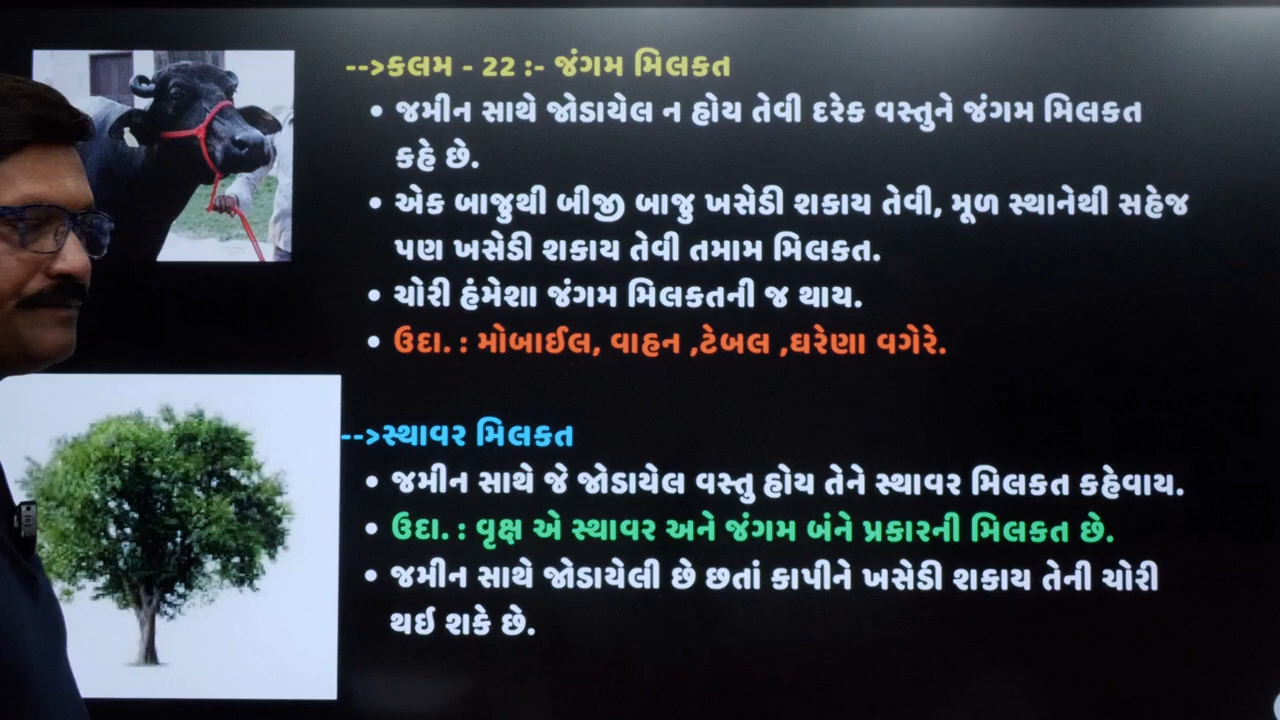 -->કલમ - 22 :- જંગમ મિલકત
• જમીન સાથે જોડાયેલ ન હોય તેવી દરેક વસ્તુને જંગમ મિલકત
કહે છે.
• એક બાજુથી બીજી બાજુ ખસેડી શકાય તેવી, મૂળ સ્થાનેથી સહેજ
પણ ખસેડી શકાય તેવી તમામ મિલકત.
• ચોરી હંમેશા જંગમ મિલકતની જ થાય.
• ઉદા. : મોબાઈલ, વાહન ,ટેબલ ,ઘરેણા વગેરે.
-->સ્થાવર મિલકત
• જમીન સાથે જે જોડાયેલ વસ્તુ હોય તેને સ્થાવર મિલકત કહેવાય.
• ઉદા. : વૃક્ષ એ સ્થાવર અને જંગમ બંને પ્રકારની મિલકત છે.
• જમીન સાથે જોડાયેલી છે છતાં કાપીને ખસેડી શકાય તેની ચોરી
થઇ શકે છે.